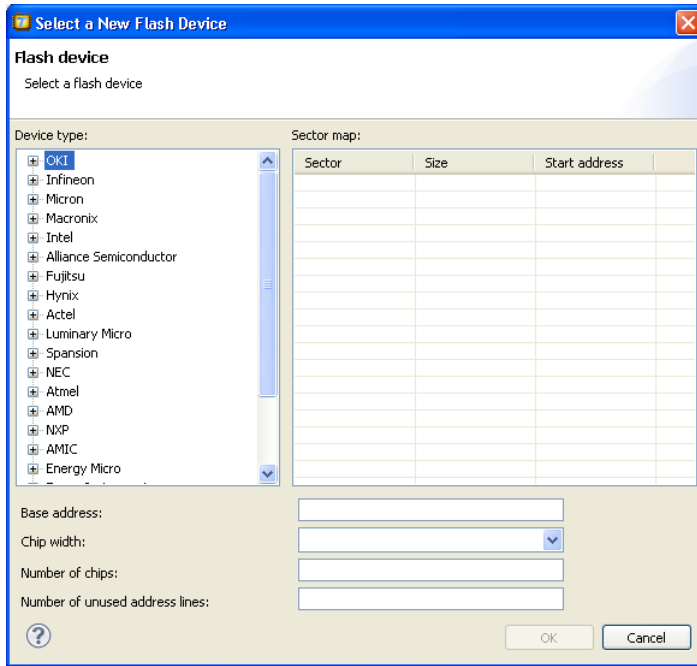 Select a New Flash Device
Flash device
Select a flash device
Device type:
Sector map:
OKI
Infineon
Micron
Macronix
Intel
Alliance Semiconductor
Fujitsu
Hynix
Actel
Luminary Micro
Spansion
NEC
Atmel
AMD
NXP
AMIC
Energy Micro
Sector Size Start address
Base address:
Chip width:
Number of chips:
Number of unused address lines:
?
OK Cancel